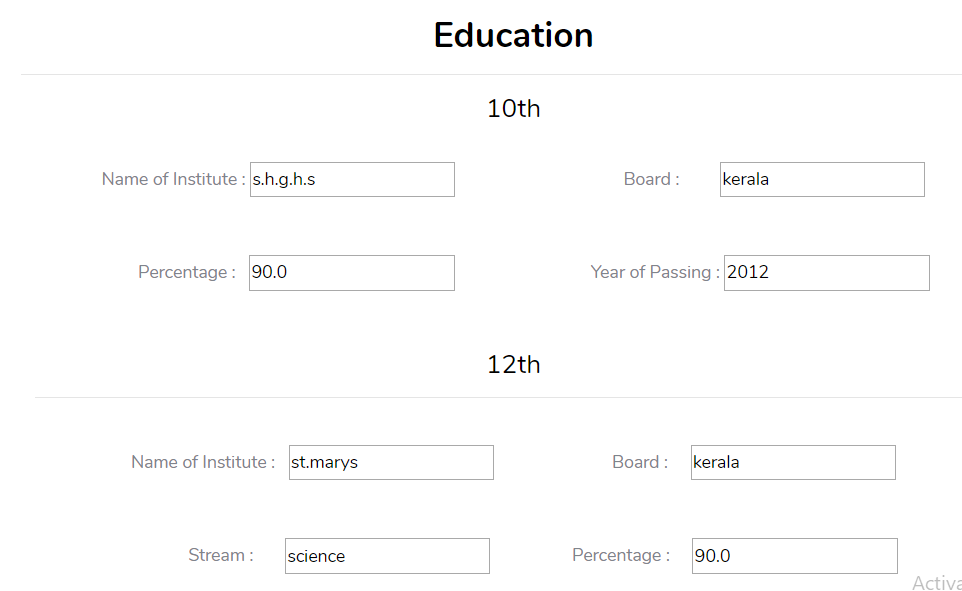 Education
10th
Name of Institute : s.h.g.h.s Board : kerala
Percentage : 90.0 Year of Passing : 2012
12th
Name of Institute : st.marys Board : kerala
Stream : science Percentage : 90.0